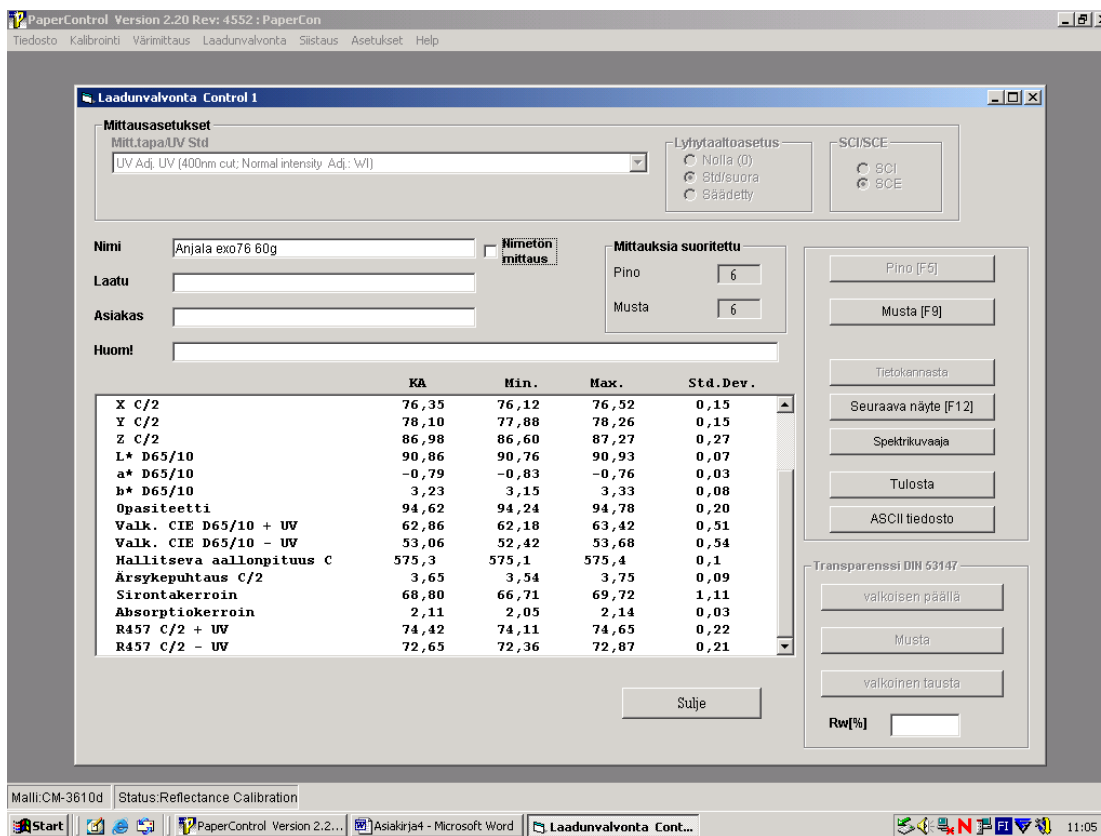 PaperControl Version 2.20 Rev: 4552 : PaperCon
Tiedosto Kalibrointi Värimittaus Laadunvalvonta Siistaus Asetukset Help
Laadunvalvonta Control 1
Mittausasetukset
Mitt.tapa/UV Std
UV Adj. UV (400nm cut; Normal intensity Adj.: WI)
Lyhytaaltoasetus
Nolla (0)
Std/suora
Säädetty
SCI/SCE
SCI
SCE
Nimi Anjala exo76 60g
Nimetön mittaus
Laatu
Asiakas
Huom!
Mittauksia suoritettu
Pino 6
Musta 6
Pino [F5]
Musta [F9]
Tietokannasta
Seuraava näyte [F12]
Spektrikuvaaja
Tulosta
ASCII tiedosto
KA Min. Max. Std.Dev.
X C/2 76,35 76,12 76,52 0,15
Y C/2 78,10 77,88 78,26 0,15
Z C/2 86,98 86,60 87,27 0,27
L* D65/10 90,86 90,76 90,93 0,07
a* D65/10 -0,79 -0,83 -0,76 0,03
b* D65/10 3,23 3,15 3,33 0,08
Opasiteetti 94,62 94,24 94,78 0,20
Valk. CIE D65/10 + UV 62,86 62,18 63,42 0,51
Valk. CIE D65/10 - UV 53,06 52,42 53,68 0,54
Hallitseva aallonpituus C 575,3 575,1 575,4 0,1
Ärsykepuhtaus C/2 3,65 3,54 3,75 0,09
Sirontakerroin 68,80 66,71 69,72 1,11
Absorptiokerroin 2,11 2,05 2,14 0,03
R457 C/2 + UV 74,42 74,11 74,65 0,22
R457 C/2 - UV 72,65 72,36 72,87 0,21
Transparenssi DIN 53147
valkoisen päällä
Musta
valkoinen tausta
Rw[%]
Sulje
Malli:CM-3610d Status:Reflectance Calibration
Start PaperControl Version 2.2... Asiakirja4 - Microsoft Word Laadunvalvonta Cont... N FI 11:05